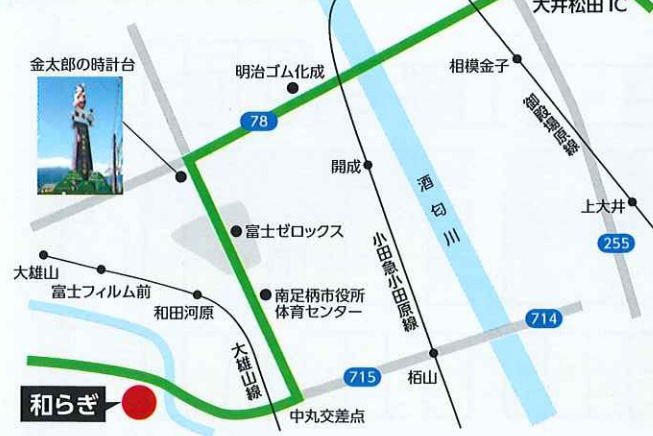 大井松田IC
金太郎の時計台
明治ゴム化成
相模金子
78
御殿場原線
開成
酒匂川
上大井
富士ゼロックス
小田急小田原線
255
大雄山
富士フィルム前
和田河原
南足柄市役所
体育センター
714
大雄山線
715
栢山
和らぎ
中丸交差点